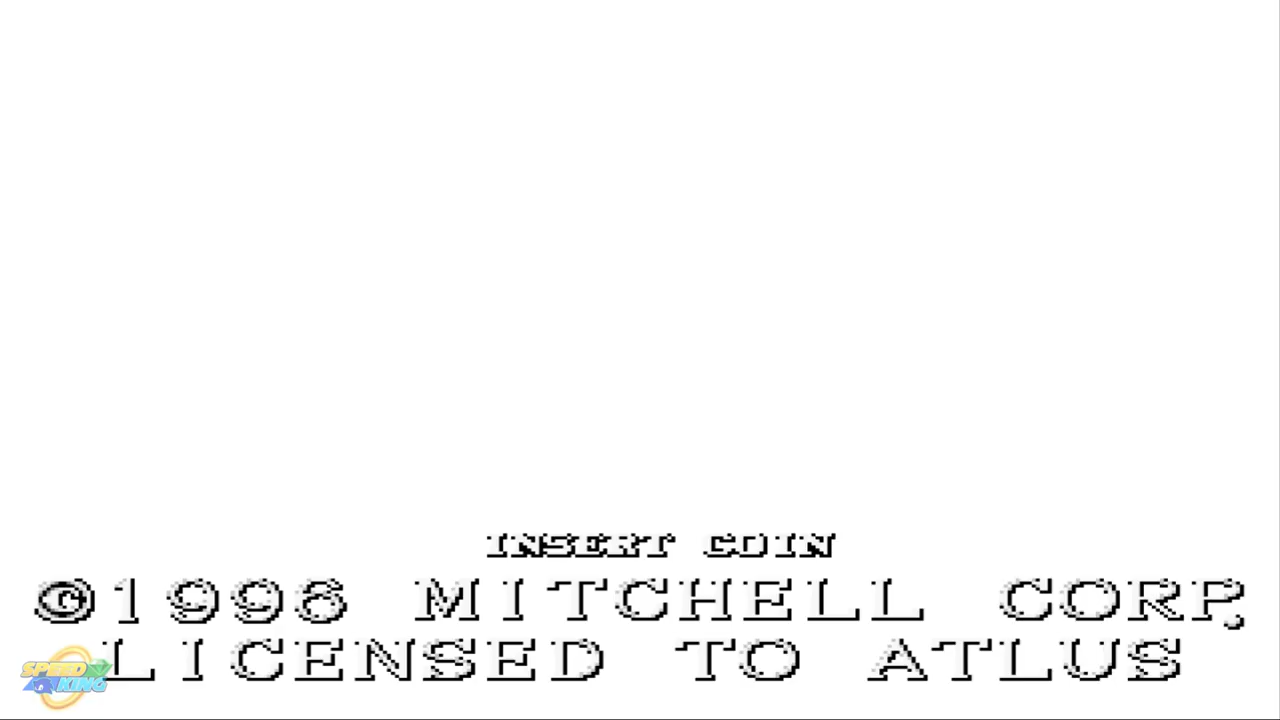 INSERT COIN
©1996 MITCHELL CORP.
LICENSED TO ATLUS
SPEED
KING